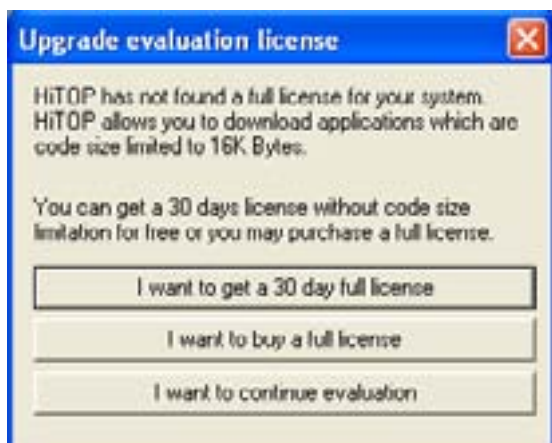 Upgrade evaluation license
HiTOP has not found a full license for your system.
HiTOP allows you to download applications which are
code size limited to 16K Bytes.
You can get a 30 days license without code size
limitation for free or you may purchase a full license.
I want to get a 30 day full license
I want to buy a full license
I want to continue evaluation